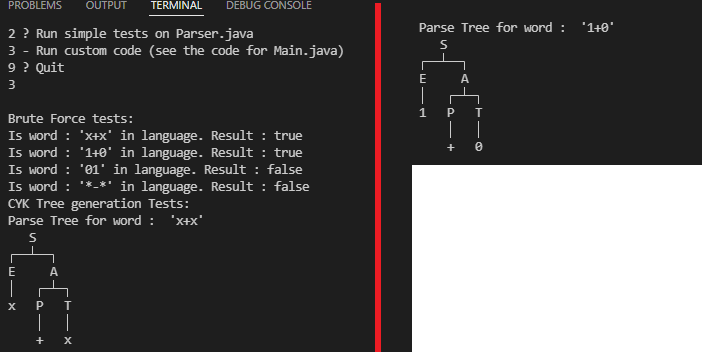 PROBLEMS OUTPUT TERMINAL DEBUG CONSOLE
2 ? Run simple tests on Parser.java
3 - Run custom code (see the code for Main.java)
9 ? Quit
3
Brute Force tests:
Is word : 'x+x' in language. Result : true
Is word : '1+0' in language. Result : true
Is word : '01' in language. Result : false
Is word : '*-*' in language. Result : false
CYK Tree generation Tests:
Parse Tree for word :  'x+x'
S
E A
x P T
+ x
Parse Tree for word :  '1+0'
S
E A
1 P T
+ 0